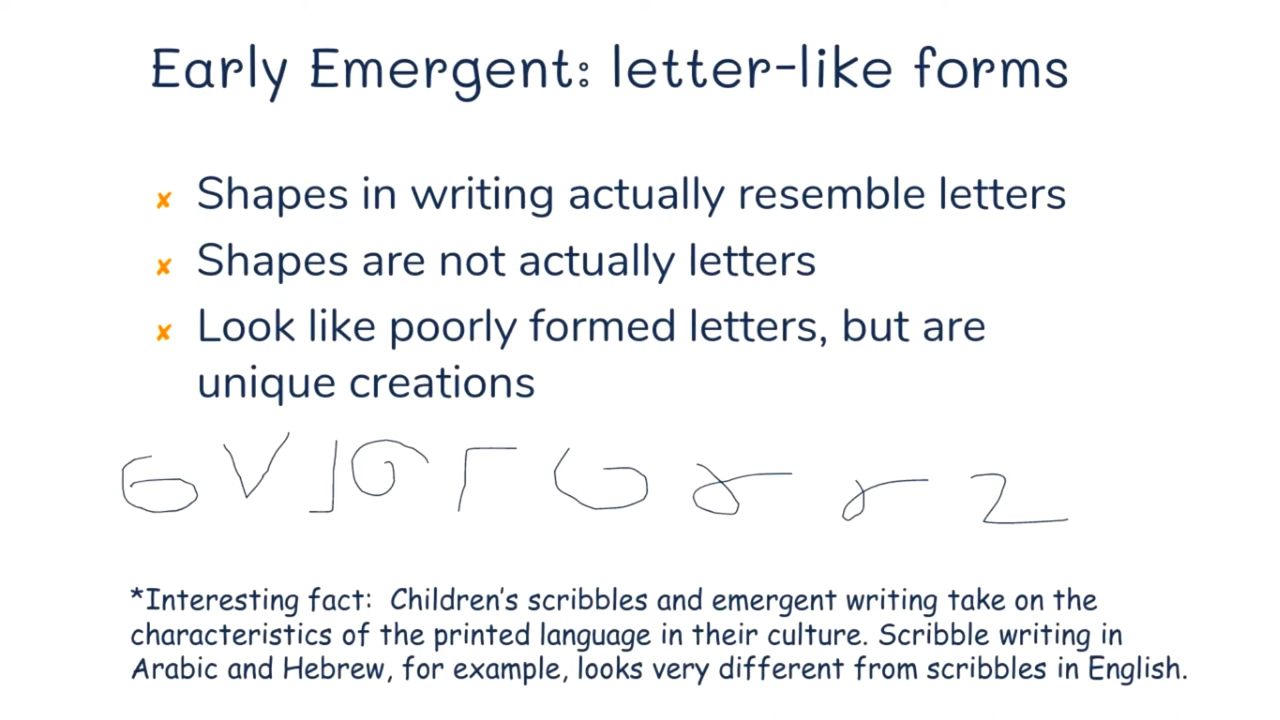 Early Emergent: letter-like forms
✘ Shapes in writing actually resemble letters
✘ Shapes are not actually letters
✘ Look like poorly formed letters, but are
unique creations
*Interesting fact: Children's scribbles and emergent writing take on the
characteristics of the printed language in their culture. Scribble writing in
Arabic and Hebrew, for example, looks very different from scribbles in English.